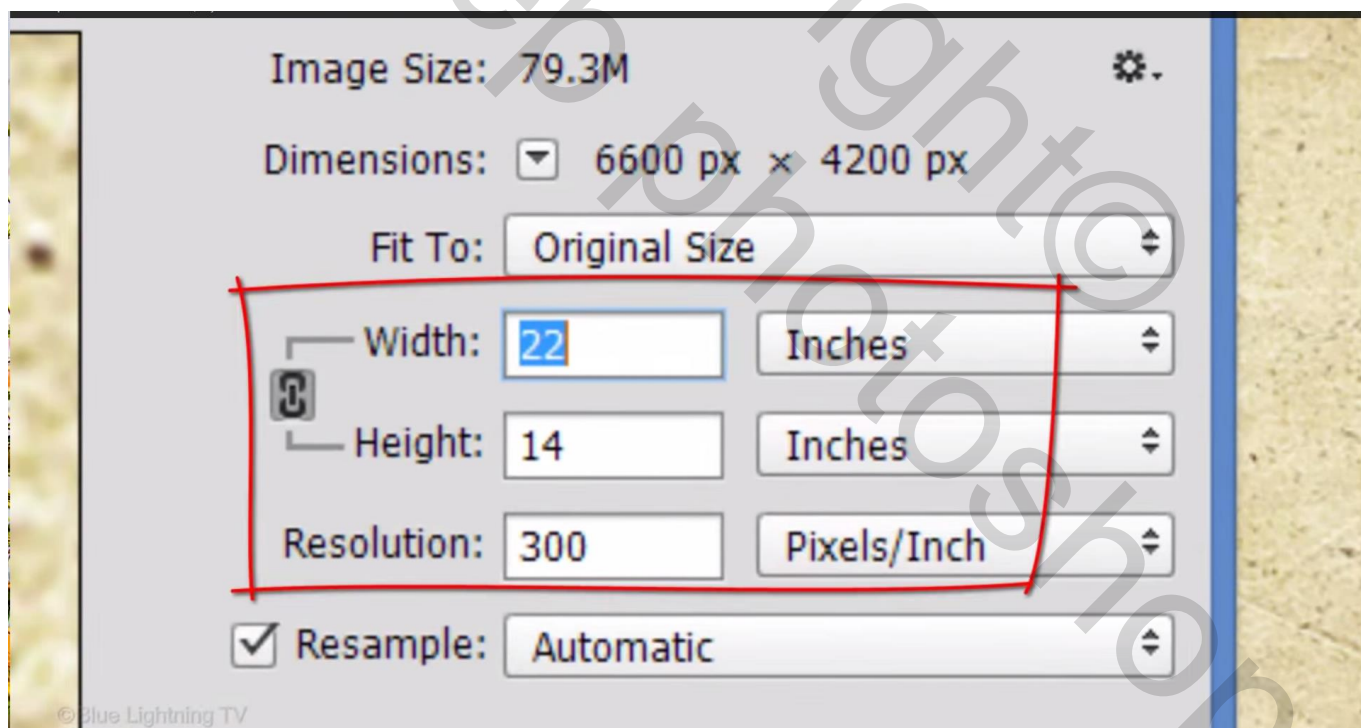 Image Size: 79.3M
Dimensions: 6600 px × 4200 px
Fit To: Original Size
Width: 22 Inches
Height: 14 Inches
Resolution: 300 Pixels/Inch
Resample: Automatic
© Blue Lightning TV
photoshop